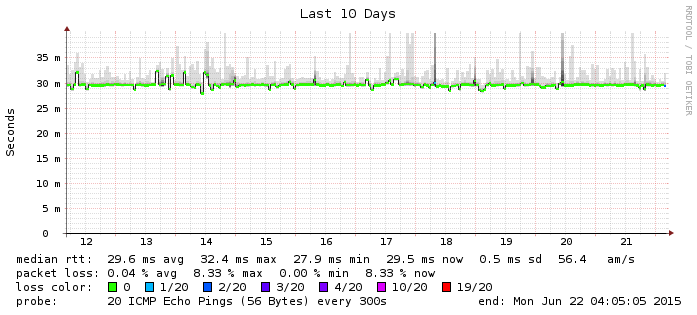 Last 10 Days
RRDTOOL / TOBI OETIKER
Seconds
35 m
30 m
25 m
20 m
15 m
10 m
5 m
0
12 13 14 15 16 17 18 19 20 21
median rtt: 29.6 ms avg 32.4 ms max 27.9 ms min 29.5 ms now 0.5 ms sd 56.4 am/s
packet loss: 0.04 % avg 8.33 % max 0.00 % min 8.33 % now
loss color: 0 1/20 2/20 3/20 4/20 10/20 19/20
probe: 20 ICMP Echo Pings (56 Bytes) every 300s end: Mon Jun 22 04:05:05 2015